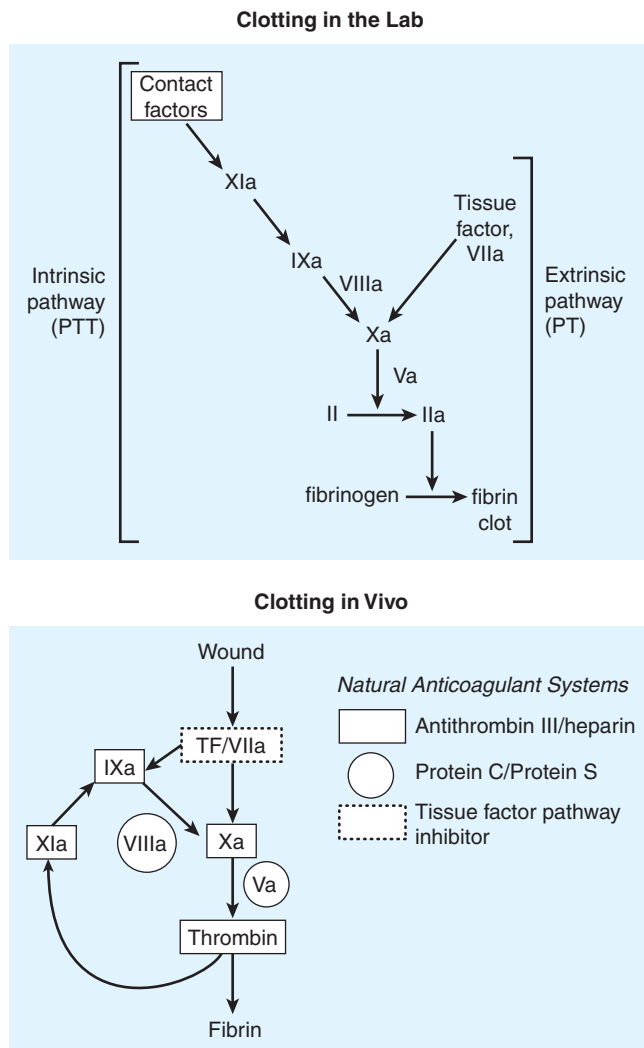 Clotting in the Lab
Contact
factors
XIa
Tissue
factor,
VIIa
IXa
VIIIa
Intrinsic
pathway
(PTT)
Extrinsic
pathway
(PT)
Xa
Va
II
IIa
fibrinogen
fibrin
clot
Clotting in Vivo
Wound
Natural Anticoagulant Systems
Antithrombin III/heparin
TF/VIIa
IXa
Protein C/Protein S
Tissue factor pathway
inhibitor
XIa
VIIIa
Xa
Va
Thrombin
Fibrin